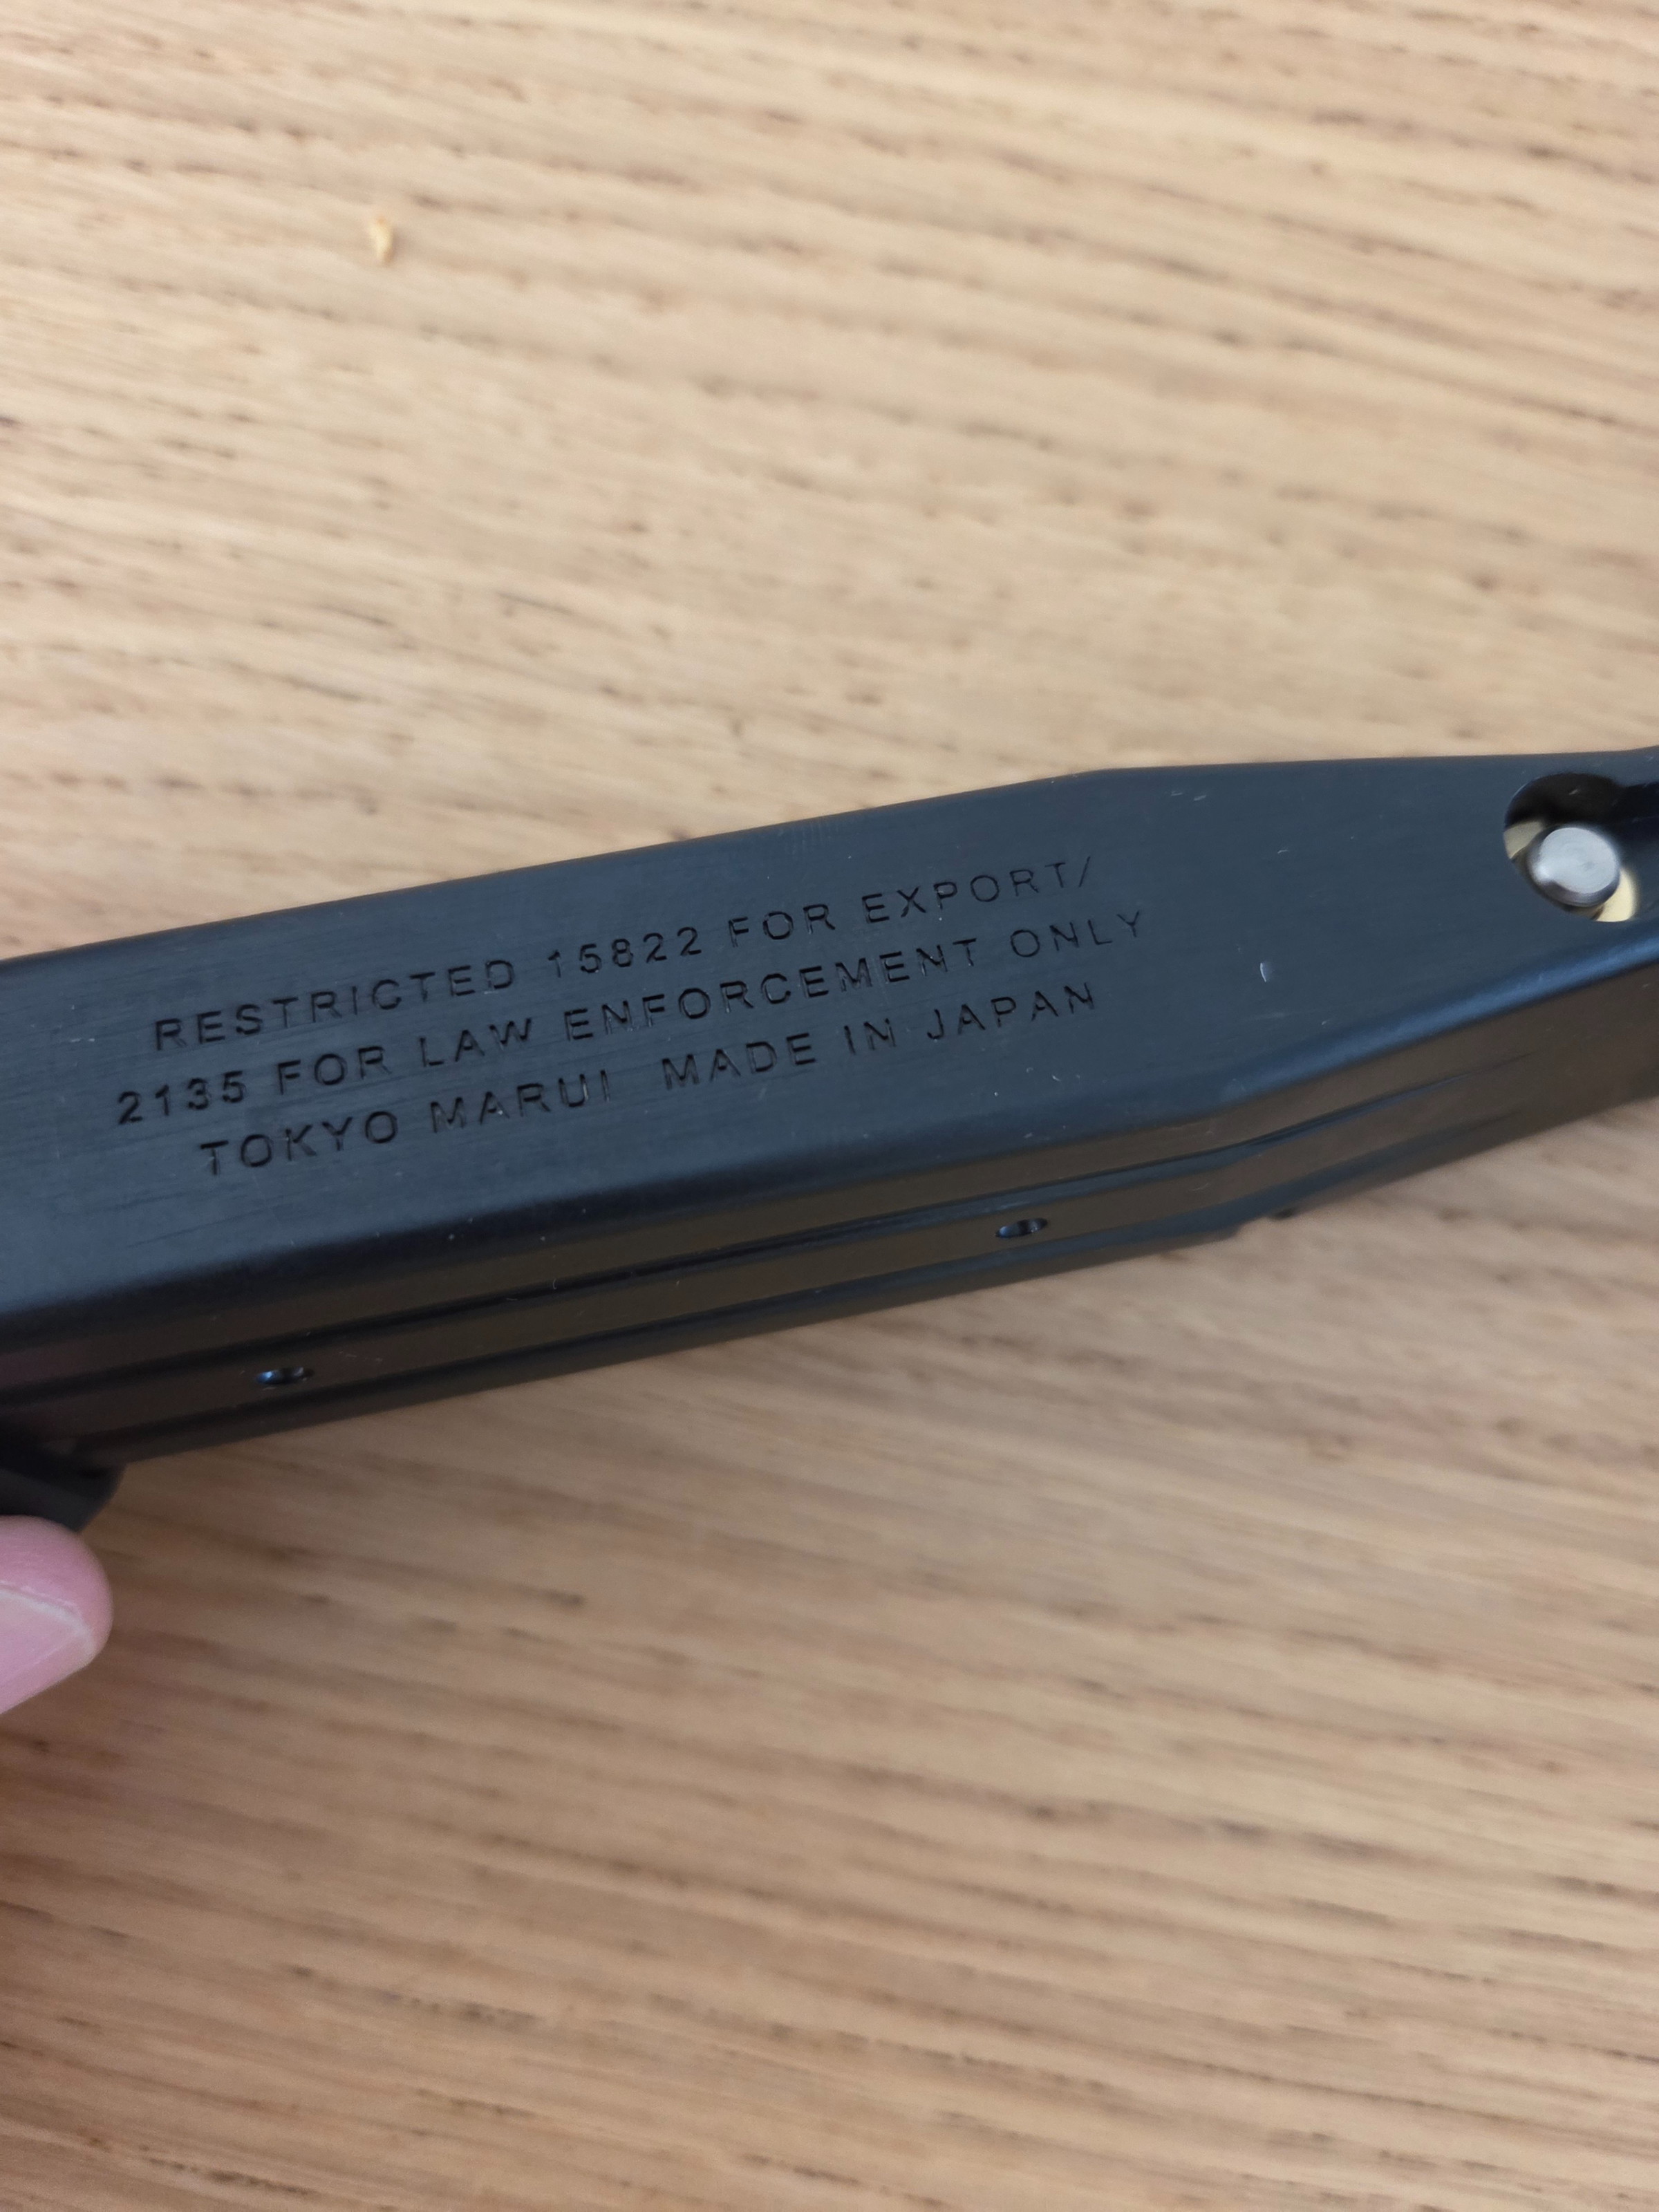 RESTRICTED 15822 FOR EXPORT/
2135 FOR LAW ENFORCEMENT ONLY
TOKYO MARUI MADE IN JAPAN